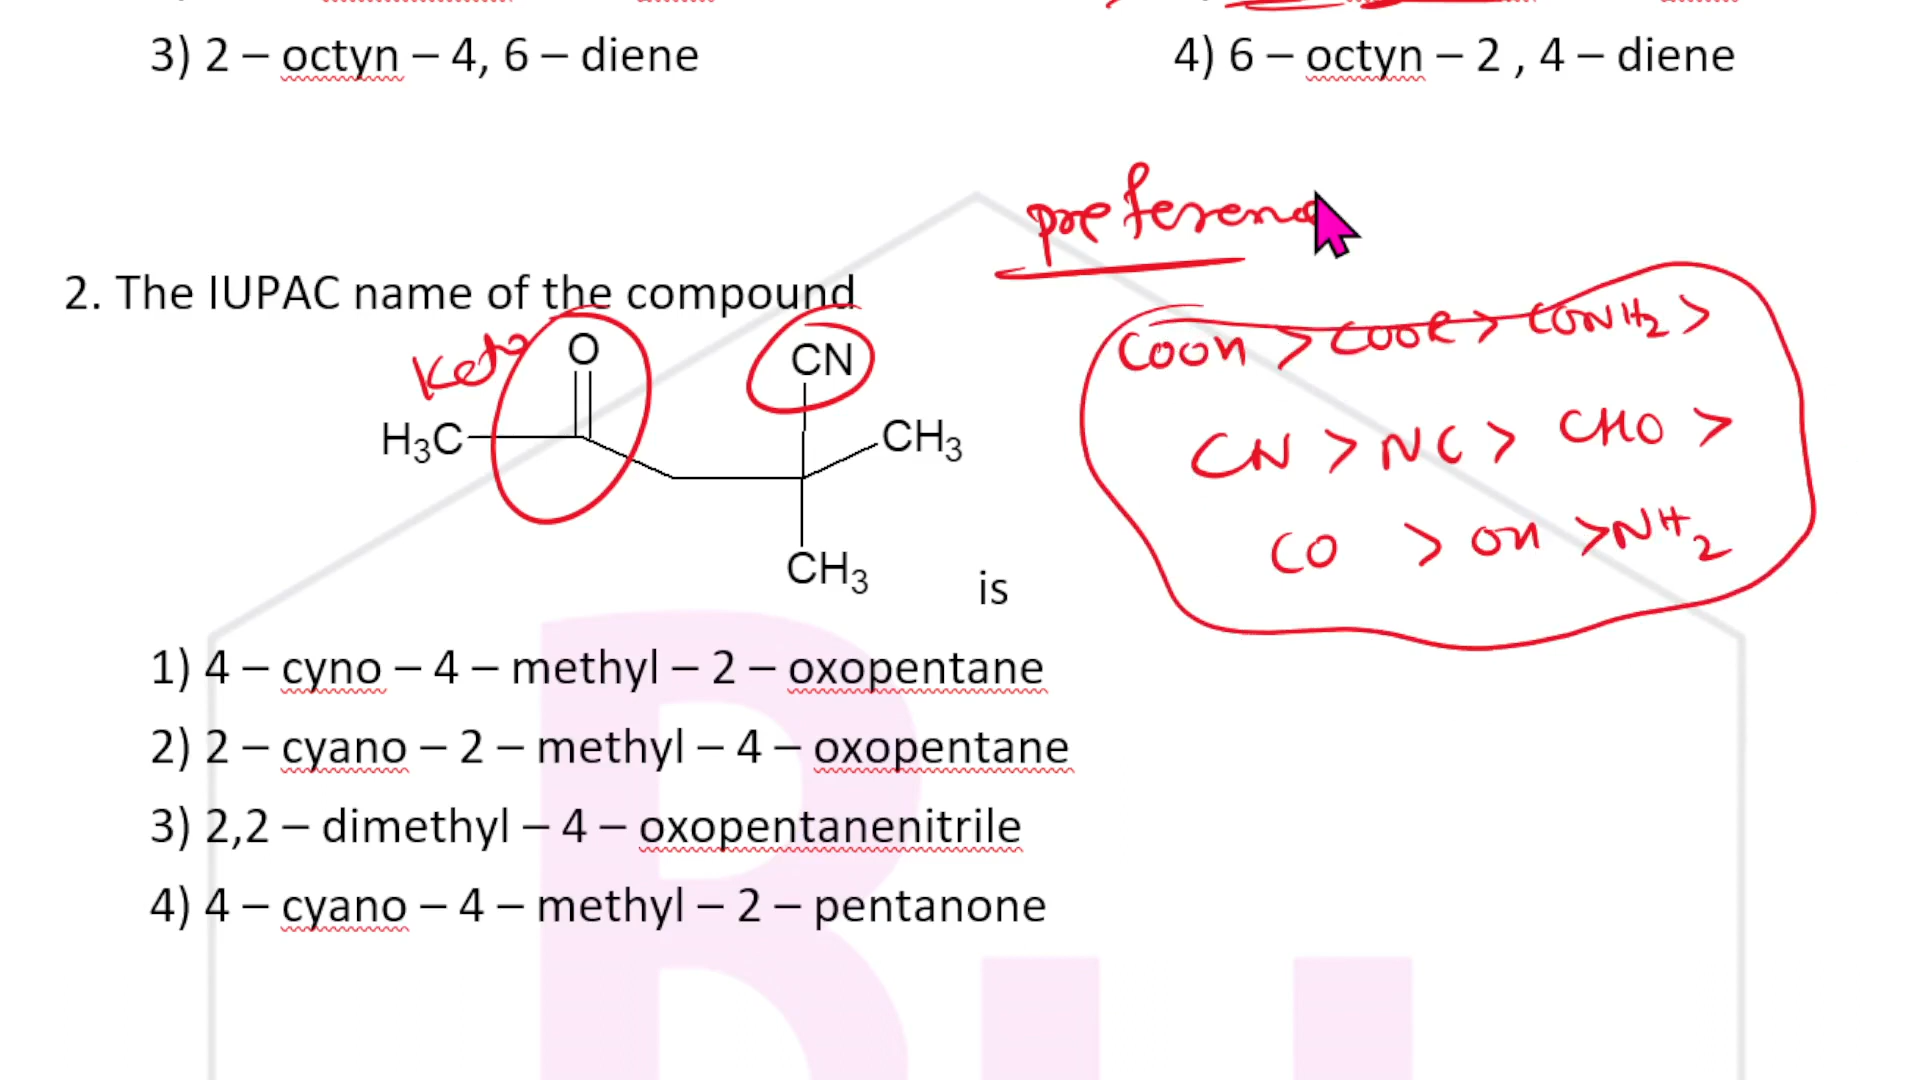 3) 2 – octyn – 4, 6 – diene
4) 6 – octyn – 2 , 4 – diene
preferenc
2. The IUPAC name of the compound
Keto
O
CN
H3C
CH3
CH3
is
COOH > COOR > CONH2 >
CN > NC > CHO >
CO > OH > NH2
1) 4 – cyno – 4 – methyl – 2 – oxopentane
2) 2 – cyano – 2 – methyl – 4 – oxopentane
3) 2,2 – dimethyl – 4 – oxopentanenitrile
4) 4 – cyano – 4 – methyl – 2 – pentanone